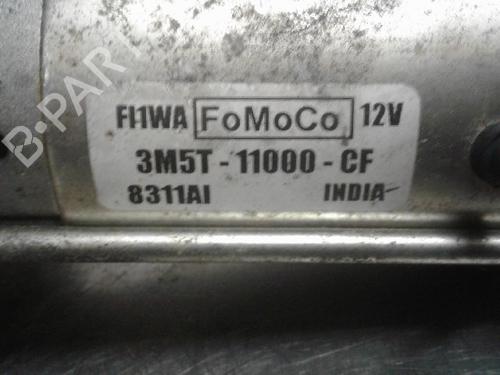 FI1WA FoMoCo 12V
3M5T - 11000 - CF
8311AI INDIA
B-PARTS